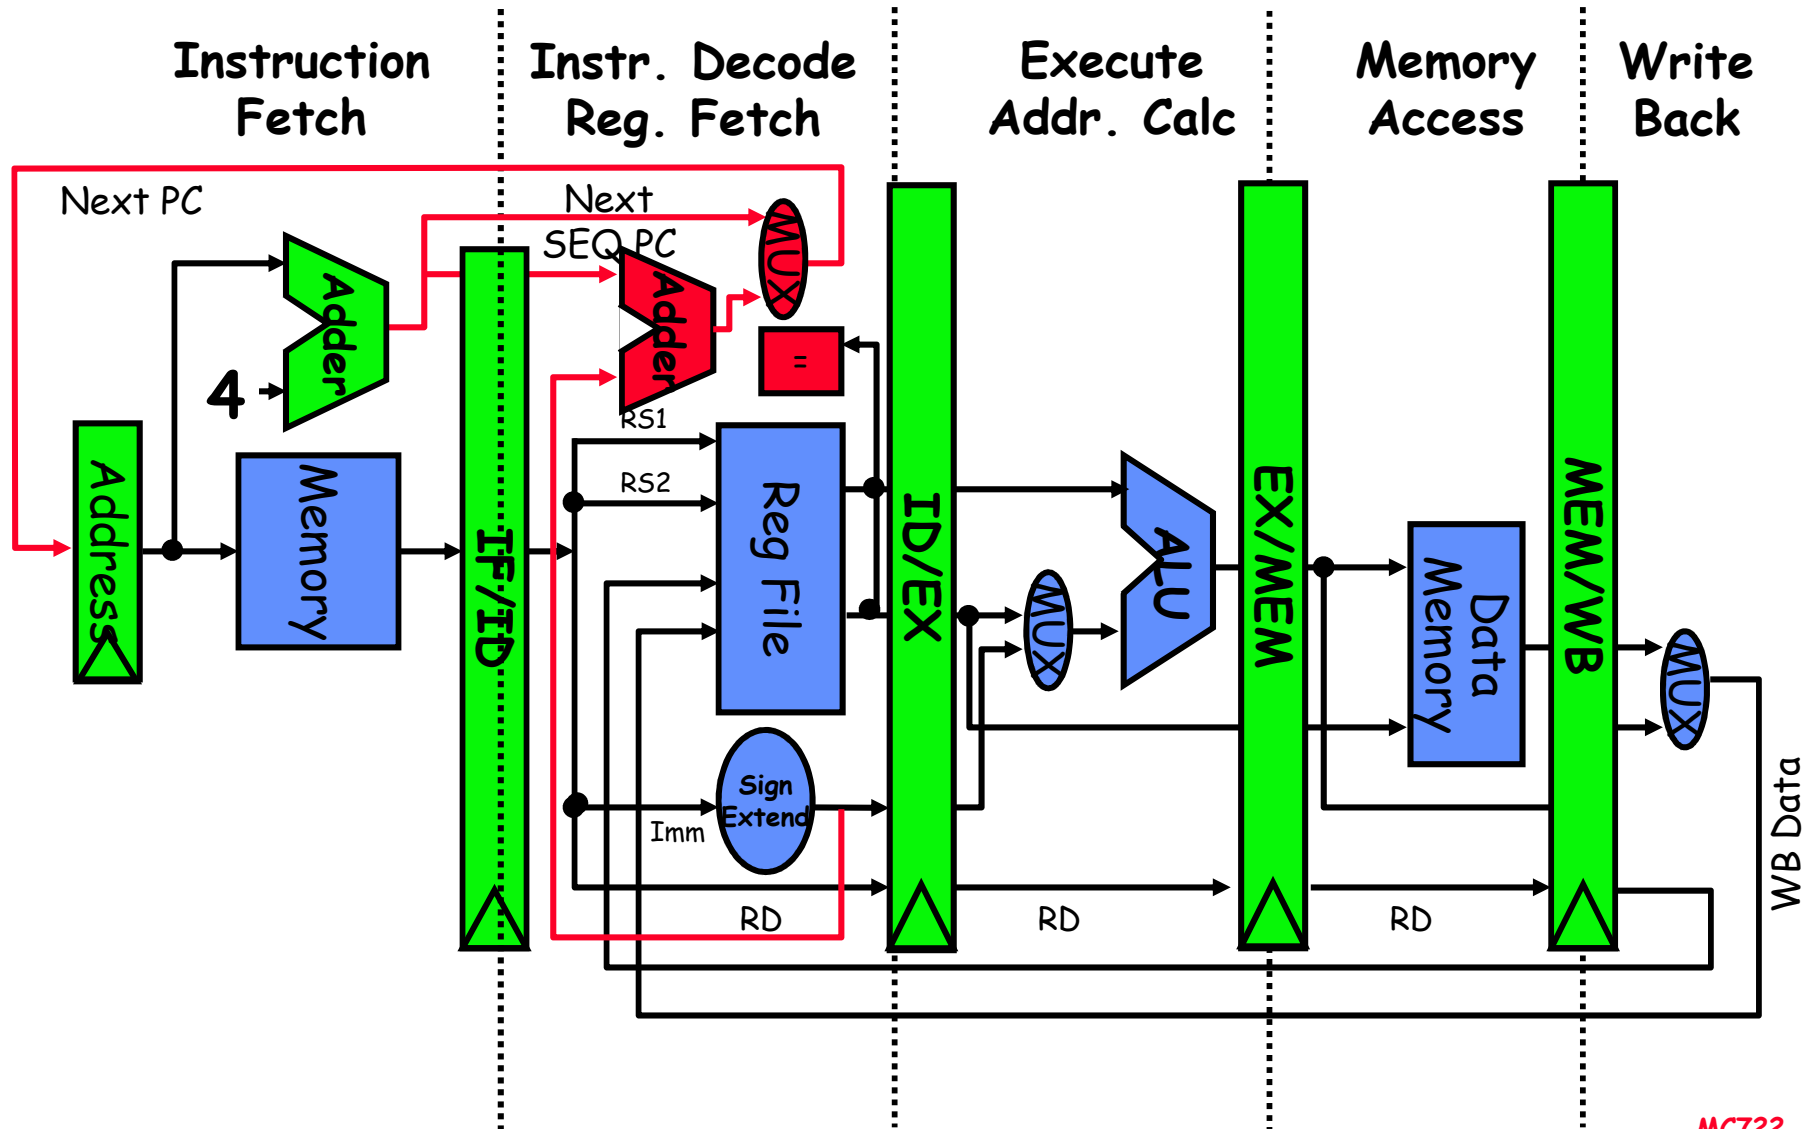 Instruction
Fetch
Instr. Decode
Reg. Fetch
Execute
Addr. Calc
Memory
Access
Write
Back
Next PC
Next
SEQ PC
MUX
Adder
Adder
=
4
RS1
RS2
Address
Memory
IF/ID
Reg File
ID/EX
MUX
ALU
EX/MEM
Data
Memory
MEM/WB
MUX
Sign
Extend
Imm
RD
RD
RD
WB Data
MC722